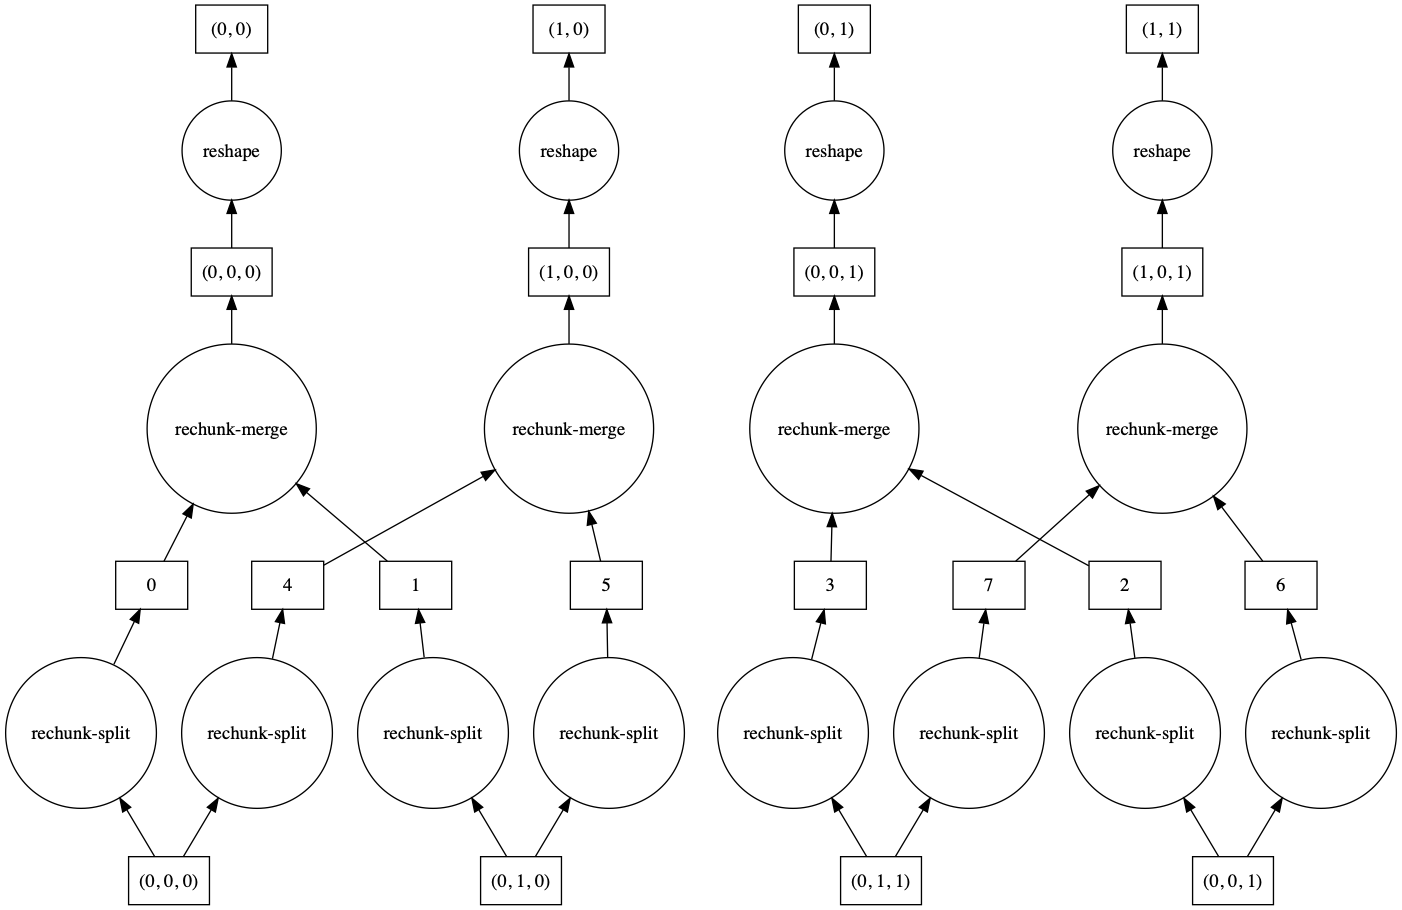 (0, 0)
(1, 0)
(0, 1)
(1, 1)
reshape
reshape
reshape
reshape
(0, 0, 0)
(1, 0, 0)
(0, 0, 1)
(1, 0, 1)
rechunk-merge
rechunk-merge
rechunk-merge
rechunk-merge
0
4
1
5
3
7
2
6
rechunk-split
rechunk-split
rechunk-split
rechunk-split
rechunk-split
rechunk-split
rechunk-split
rechunk-split
(0, 0, 0)
(0, 1, 0)
(0, 1, 1)
(0, 0, 1)